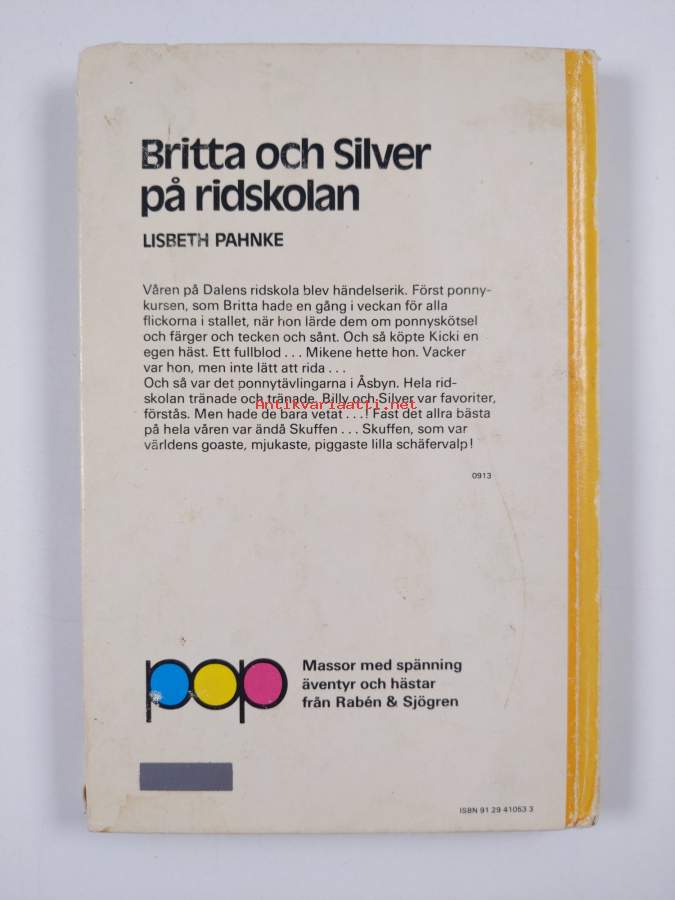 Britta och Silver
på ridskolan
LISBETH PAHNKE
Våren på Dalens ridskola blev händelserik. Först ponny-
kursen, som Britta hade en gång i veckan för alla
flickorna i stallet, när hon lärde dem om ponnyskötsel
och färger och tecken och sånt. Och så köpte Kicki en
egen häst. Ett fullblod . . . Mikene hette hon. Vacker
var hon, men inte lätt att rida . . .
Och så var det ponnytävlingarna i Åsbyn. Hela rid-
skolan tränade och tränade. Billy och Silver var favoriter,
Antikvariaatti.net
förstås. Men hade de bara vetat . . .! Fast det allra bästa
på hela våren var ändå Skuffen . . . Skuffen, som var
världens goaste, mjukaste, piggaste lilla schäfervalp!
0913
pop
Massor med spänning
äventyr och hästar
från Rabén & Sjögren
ISBN 91 29 41053 3